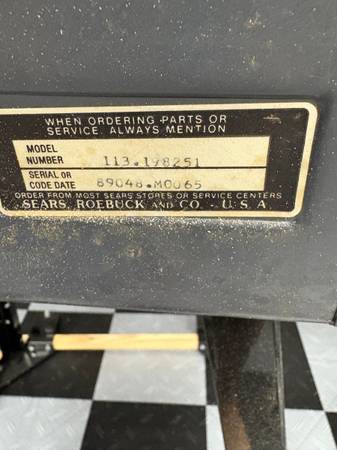 WHEN ORDERING PARTS OR
SERVICE, ALWAYS MENTION
MODEL
NUMBER 113.198251
SERIAL OR
CODE DATE 89048.M0065
ORDER FROM MOST SEARS STORES OR SERVICE CENTERS
SEARS, ROEBUCK AND CO. - U.S.A.